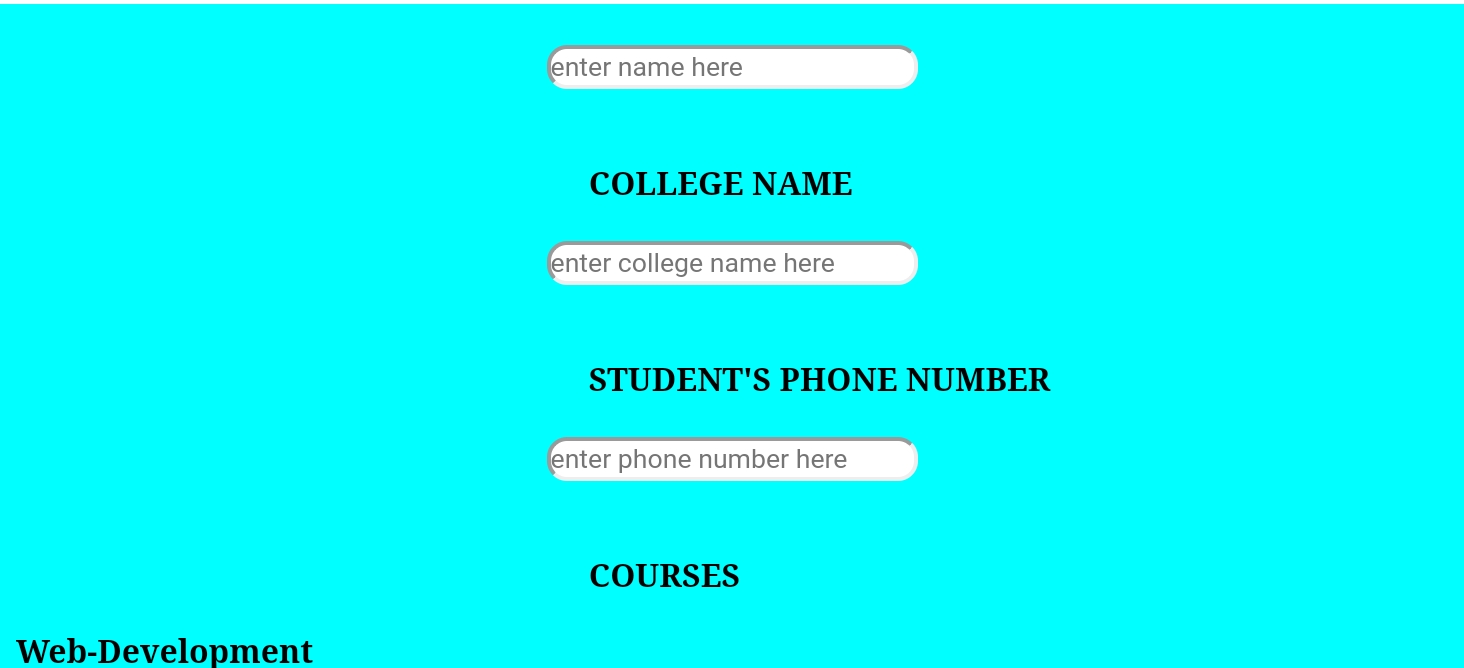 enter name here
COLLEGE NAME
enter college name here
STUDENT'S PHONE NUMBER
enter phone number here
COURSES
Web-Development